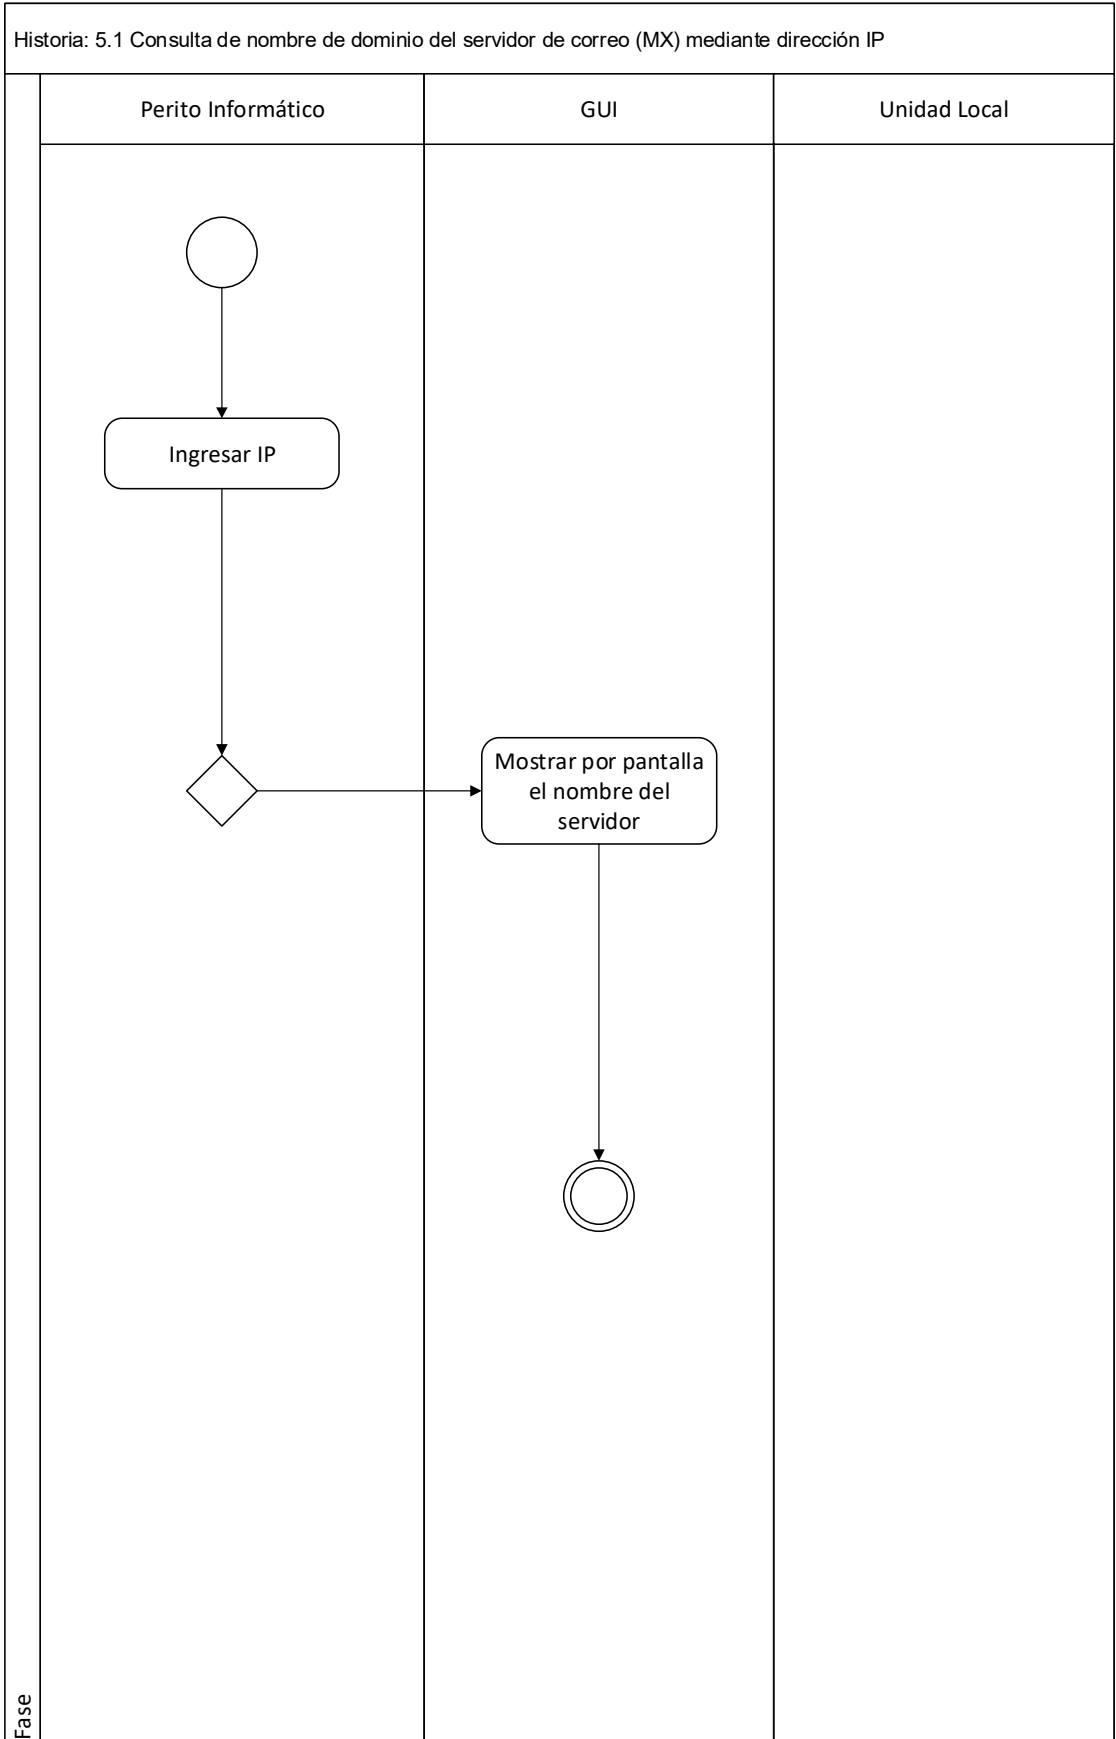 Historia: 5.1 Consulta de nombre de dominio del servidor de correo (MX) mediante dirección IP
Perito Informático
GUI
Unidad Local
Ingresar IP
Mostrar por pantalla
el nombre del
servidor
Fase